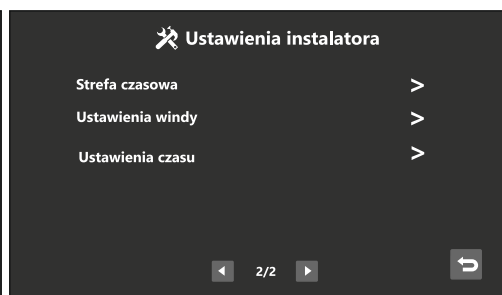 Ustawienia instalatora
Strefa czasowa >
Ustawienia windy >
Ustawienia czasu >
2/2